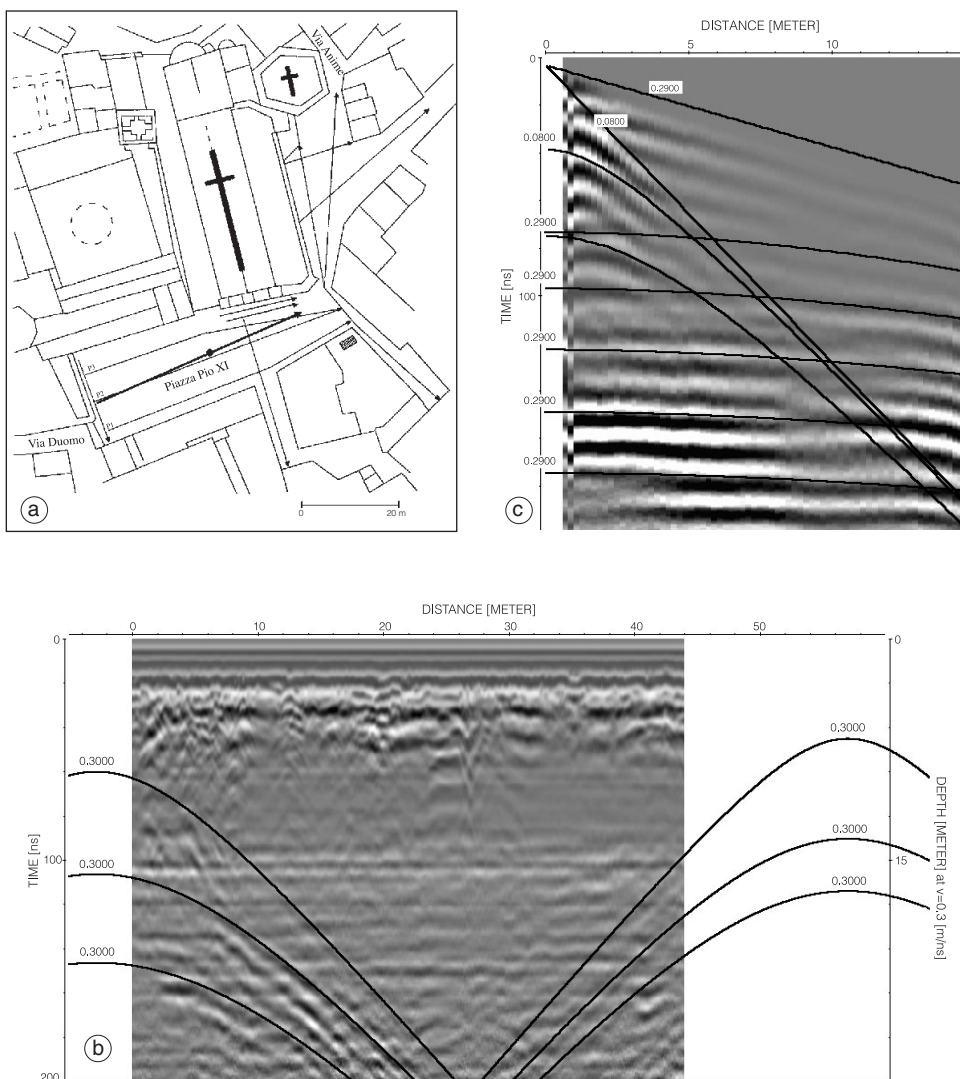 Via Anime
P3
P2
P1
Piazza Pio XI
Via Duomo
0 20 m
a
DISTANCE [METER]
0 5 10
0
0.2900
0.0800
0.0800
0.2900
0.2900
100
0.2900
0.2900
0.2900
TIME [ns]
c
DISTANCE [METER]
0 10 20 30 40 50
0 0
0.3000 0.3000
100 0.3000 0.3000 15
0.3000 0.3000
200
TIME [ns]
DEPTH [METER] at v=0.3 [m/ns]
b